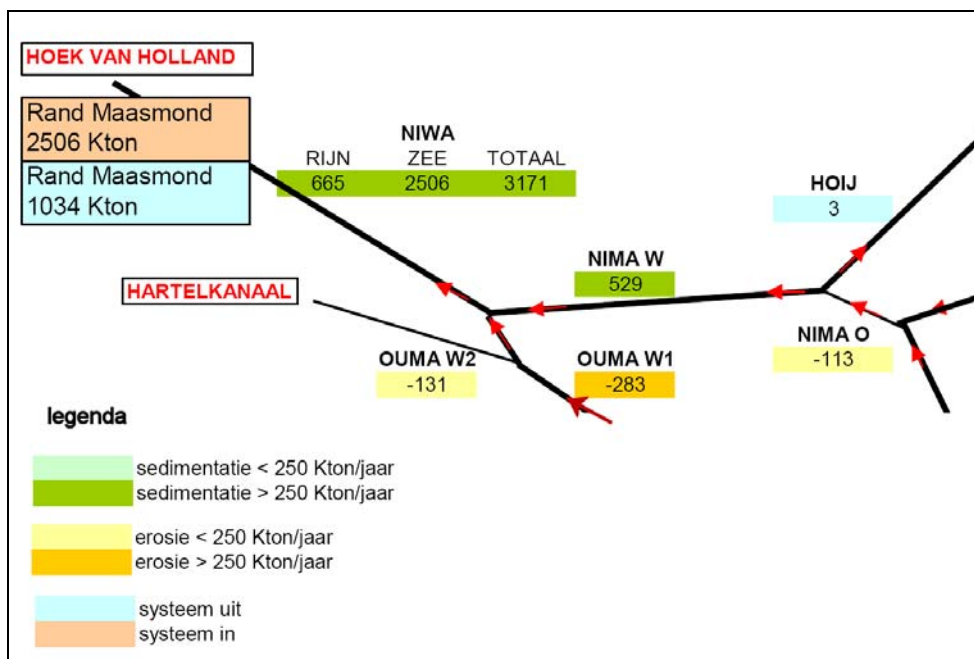 HOEK VAN HOLLAND
Rand Maasmond
2506 Kton
Rand Maasmond
1034 Kton
NIWA
RIJN ZEE TOTAAL
665 2506 3171
HOIJ
3
NIMA W
529
HARTELKANAAL
NIMA O
-113
OUMA W2
-131
OUMA W1
-283
legenda
sedimentatie < 250 Kton/jaar
sedimentatie > 250 Kton/jaar
erosie < 250 Kton/jaar
erosie > 250 Kton/jaar
systeem uit
systeem in